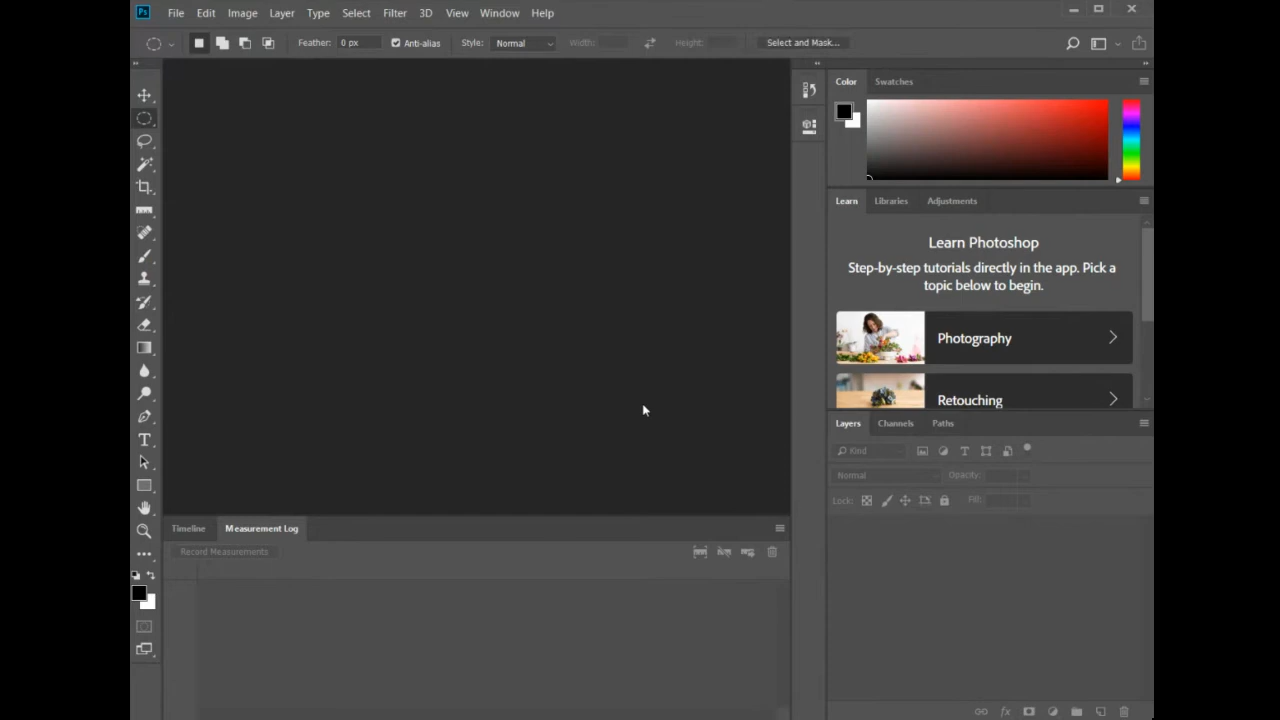 Ps File Edit Image Layer Type Select Filter 3D View Window Help
Feather: 0 px Anti-alias Style: Normal Width: Height: Select and Mask...
Color Swatches
Learn Libraries Adjustments
Learn Photoshop
Step-by-step tutorials directly in the app. Pick a
topic below to begin.
Photography
Retouching
Layers Channels Paths
Kind
Normal Opacity:
Lock: Fill:
Timeline Measurement Log
Record Measurements
fx